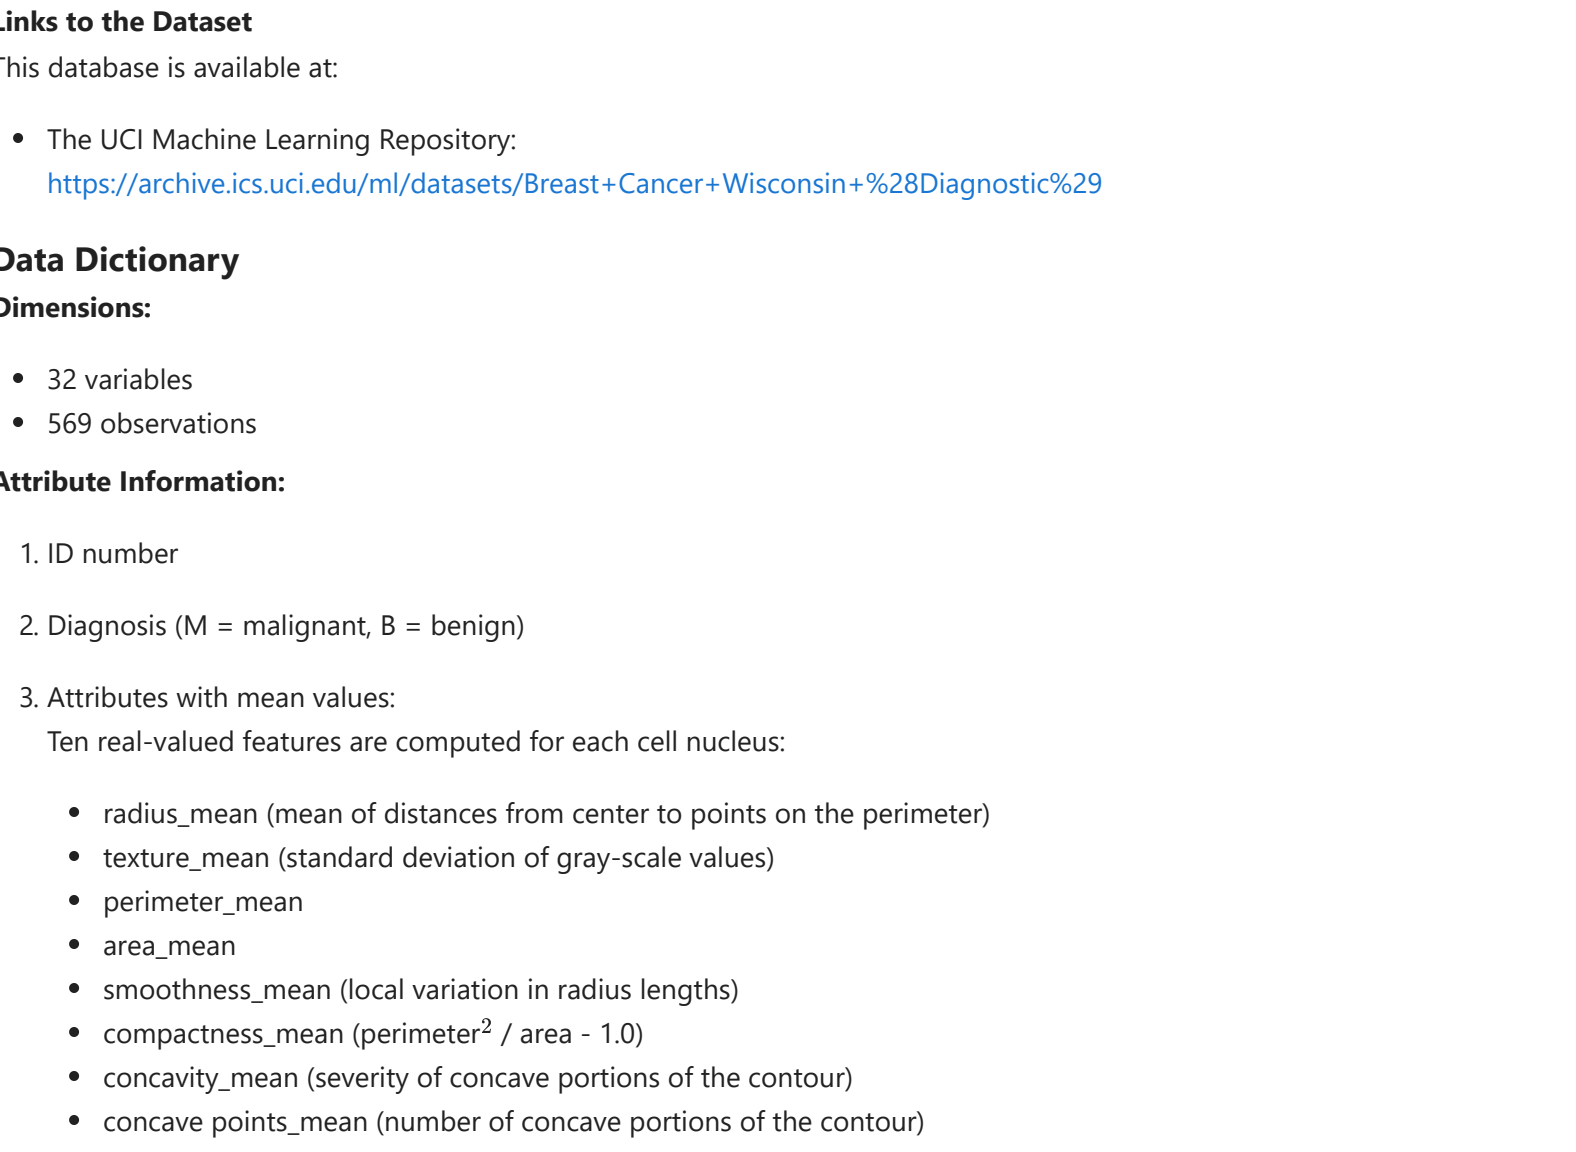 Links to the Dataset
This database is available at:
• The UCI Machine Learning Repository:
https://archive.ics.uci.edu/ml/datasets/Breast+Cancer+Wisconsin+%28Diagnostic%29
Data Dictionary
Dimensions:
• 32 variables
• 569 observations
Attribute Information:
1. ID number
2. Diagnosis (M = malignant, B = benign)
3. Attributes with mean values:
Ten real-valued features are computed for each cell nucleus:
• radius_mean (mean of distances from center to points on the perimeter)
• texture_mean (standard deviation of gray-scale values)
• perimeter_mean
• area_mean
• smoothness_mean (local variation in radius lengths)
• compactness_mean (perimeter² / area - 1.0)
• concavity_mean (severity of concave portions of the contour)
• concave points_mean (number of concave portions of the contour)